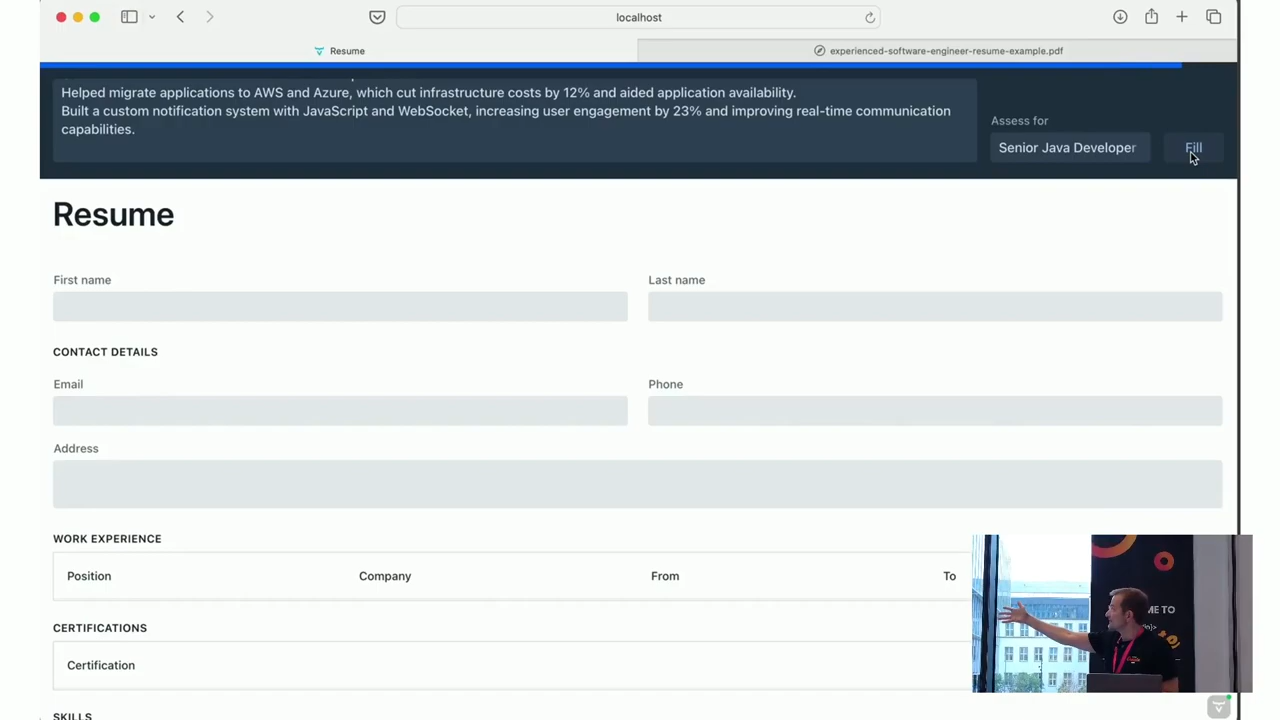 localhost
Resume
experienced-software-engineer-resume-example.pdf
Helped migrate applications to AWS and Azure, which cut infrastructure costs by 12% and aided application availability.
Built a custom notification system with JavaScript and WebSocket, increasing user engagement by 23% and improving real-time communication
capabilities.
Assess for
Senior Java Developer
Fill
Resume
First name
Last name
CONTACT DETAILS
Email
Phone
Address
WORK EXPERIENCE
Position
Company
From
To
CERTIFICATIONS
Certification
SKILLS
ME TO